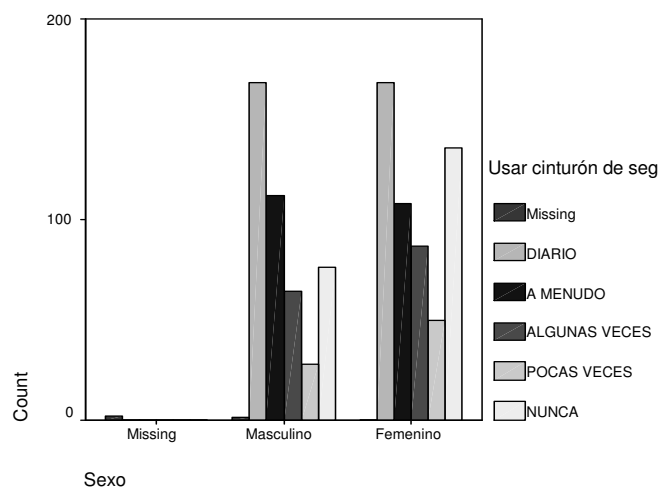 200
100
0
Count
Missing
Masculino
Femenino
Sexo
Usar cinturón de seg
Missing
DIARIO
A MENUDO
ALGUNAS VECES
POCAS VECES
NUNCA